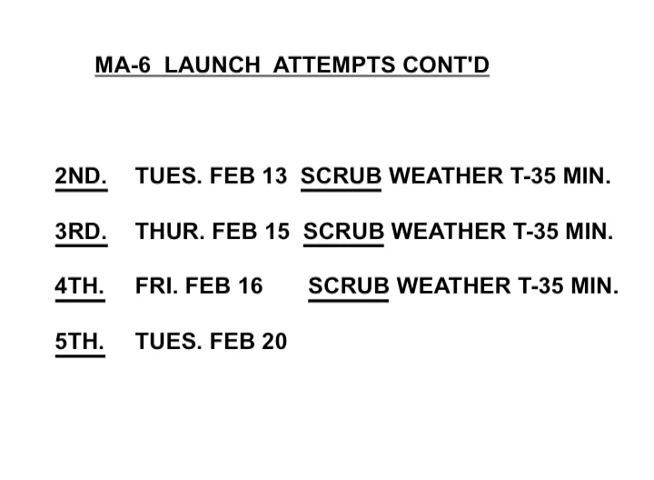 MA-6 LAUNCH ATTEMPTS CONT'D
2ND. TUES. FEB 13 SCRUB WEATHER T-35 MIN.
3RD. THUR. FEB 15 SCRUB WEATHER T-35 MIN.
4TH. FRI. FEB 16 SCRUB WEATHER T-35 MIN.
5TH. TUES. FEB 20